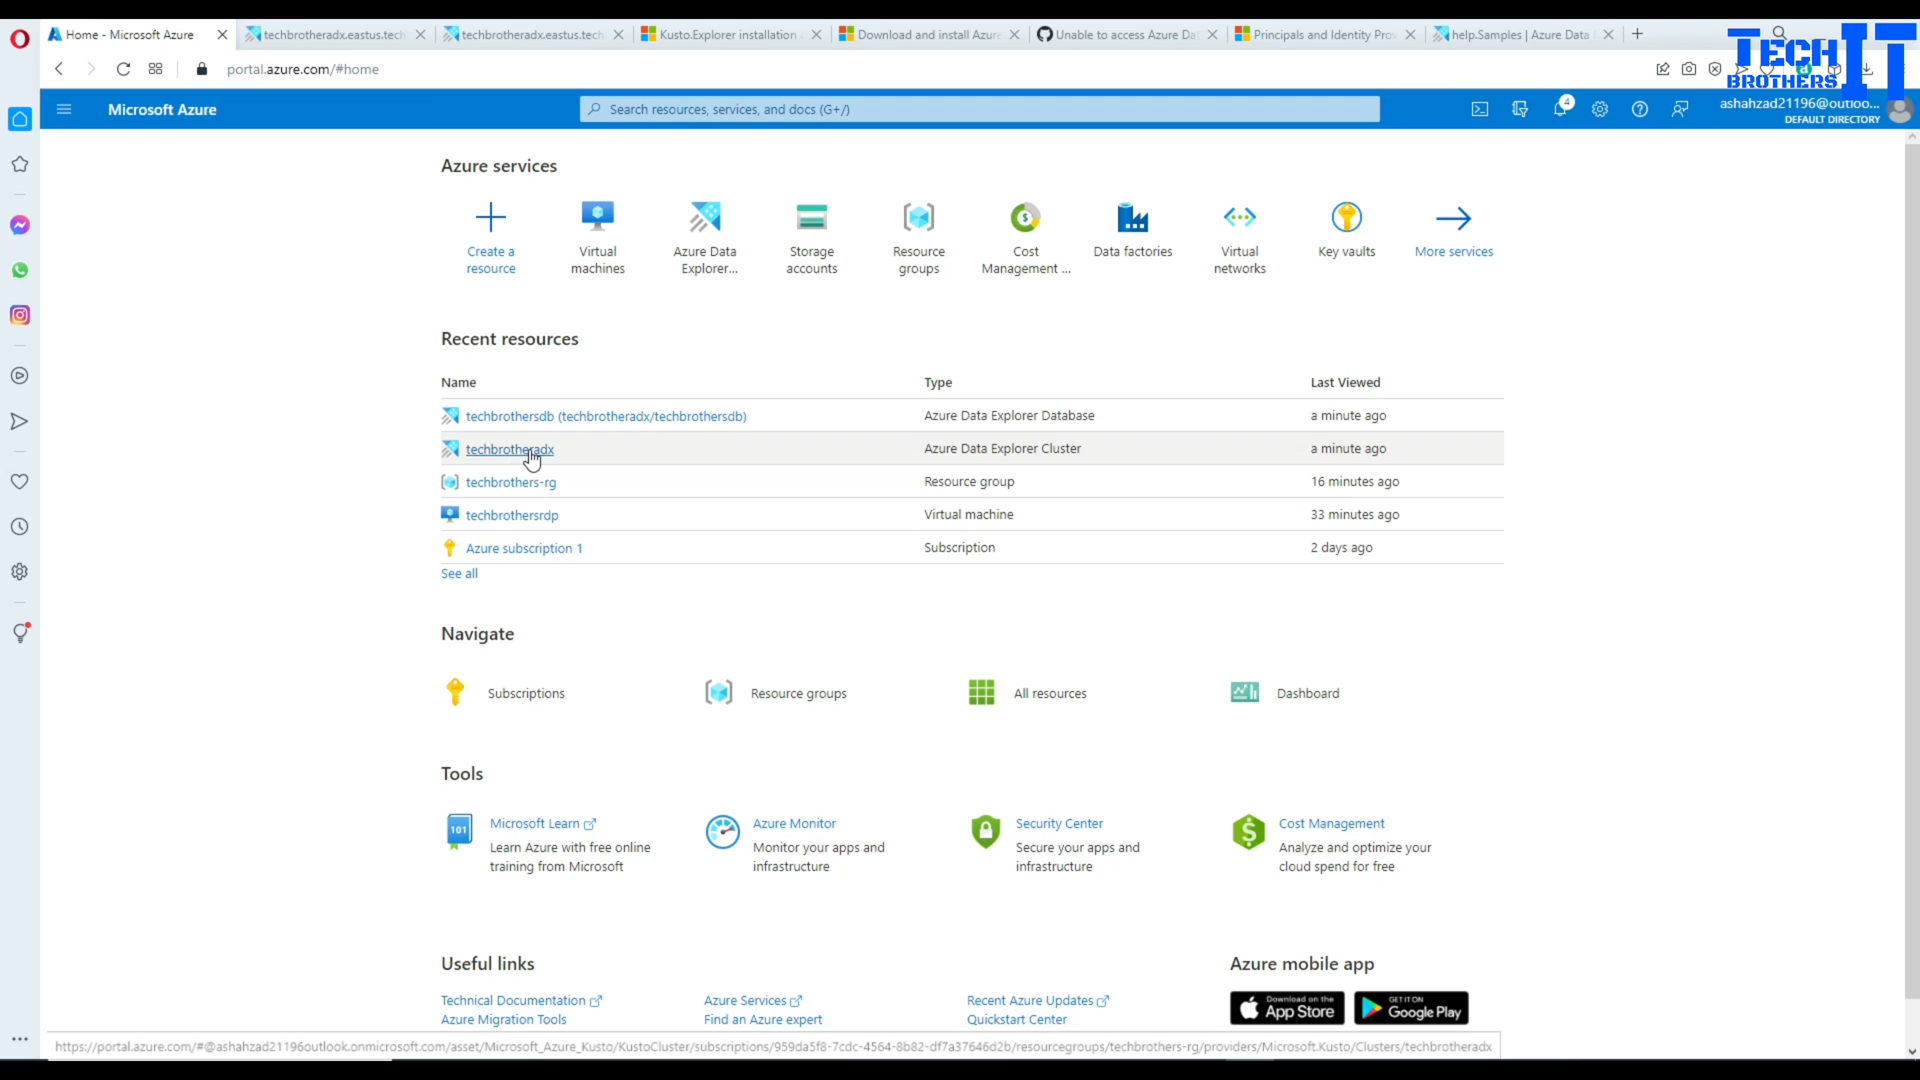 Home - Microsoft Azure
techbrotheradx.eastus.tech
techbrotheradx.eastus.tech
Kusto.Explorer installation
Download and install Azure
Unable to access Azure Da
Principals and Identity Pro
help.Samples | Azure Data
portal.azure.com/#home
TECH IT
BROTHERS
Microsoft Azure
Search resources, services, and docs (G+/)
4
ashahzad21196@outloo...
DEFAULT DIRECTORY
Azure services
Create a resource
Virtual machines
Azure Data Explorer...
Storage accounts
Resource groups
Cost Management ...
Data factories
Virtual networks
Key vaults
More services
Recent resources
Name Type Last Viewed
techbrothersdb (techbrotheradx/techbrothersdb) Azure Data Explorer Database a minute ago
techbrotheradx Azure Data Explorer Cluster a minute ago
techbrothers-rg Resource group 16 minutes ago
techbrothersrdp Virtual machine 33 minutes ago
Azure subscription 1 Subscription 2 days ago
See all
Navigate
Subscriptions
Resource groups
All resources
Dashboard
Tools
101
Microsoft Learn
Learn Azure with free online
training from Microsoft
Azure Monitor
Monitor your apps and
infrastructure
Security Center
Secure your apps and
infrastructure
Cost Management
Analyze and optimize your
cloud spend for free
Useful links
Technical Documentation
Azure Services
Recent Azure Updates
Azure Migration Tools
Find an Azure expert
Quickstart Center
Azure mobile app
Download on the
App Store
GET IT ON
Google Play
https://portal.azure.com/#@ashahzad21196outlook.onmicrosoft.com/asset/Microsoft_Azure_Kusto/KustoCluster/subscriptions/959da5f8-7cdc-4564-8b82-df7a37646d2b/resourcegroups/techbrothers-rg/providers/Microsoft.Kusto/Clusters/techbrotheradx